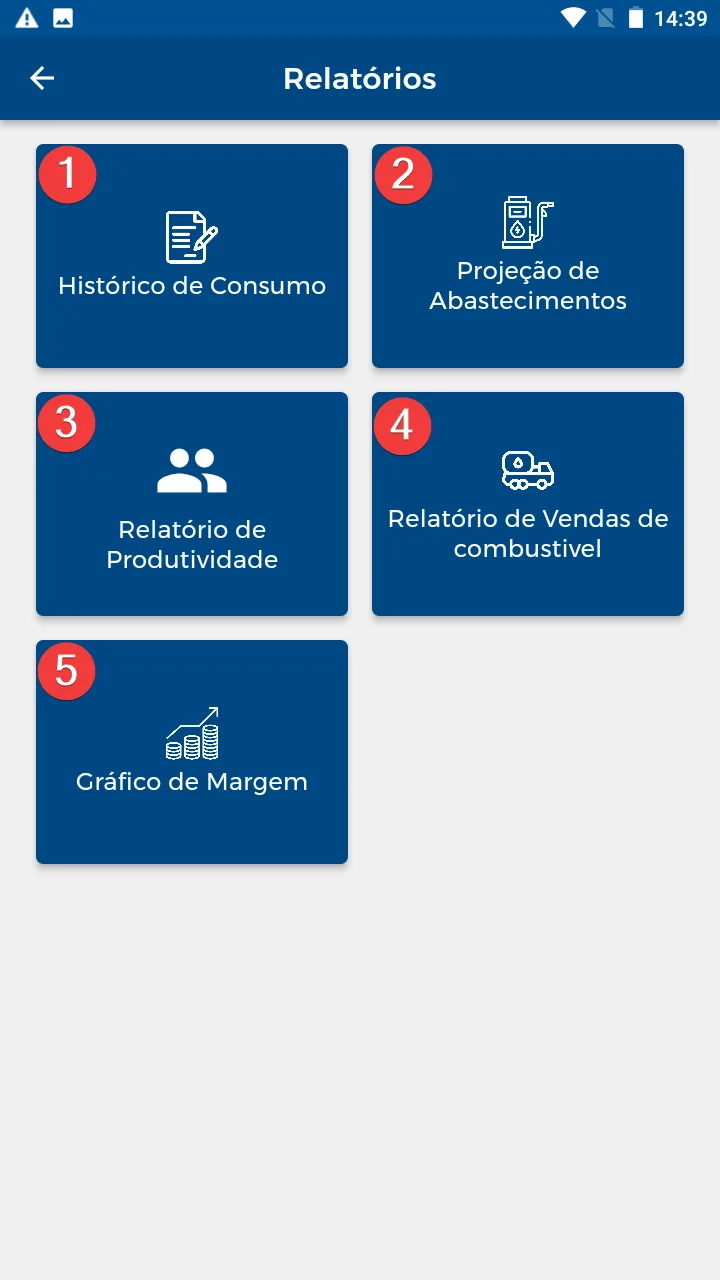 14:39
Relatórios
1
Histórico de Consumo
2
Projeção de
Abastecimentos
3
Relatório de
Produtividade
4
Relatório de Vendas de
combustivel
5
Gráfico de Margem